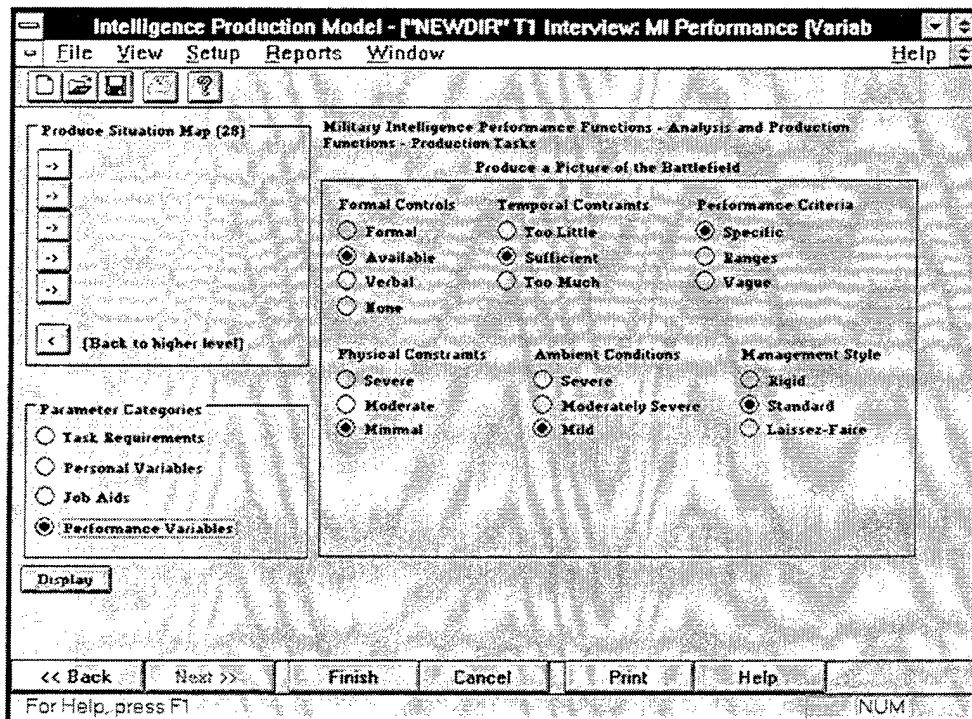 Intelligence Production Model - ["NEWDIR" T1 Interview: MI Performance (Variab
File View Setup Reports Window Help
Produce Situation Map (28)
->
->
->
->
->
< (Back to higher level)
Military Intelligence Performance Functions - Analysis and Production
Functions - Production Tasks
Produce a Picture of the Battlefield
Formal Controls Temporal Contraints Performance Criteria
Formal Too Little Specific
Available Sufficient Ranges
Verbal Too Much Vague
None
Physical Constraints Ambient Conditions Management Style
Severe Severe Rigid
Moderate Moderately Severe Standard
Minimal Mild Laissez-Faire
Parameter Categories
Task Requirements
Personal Variables
Job Aids
Performance Variables
Display
<< Back Next >> Finish Cancel Print Help
For Help, press F1 NUM